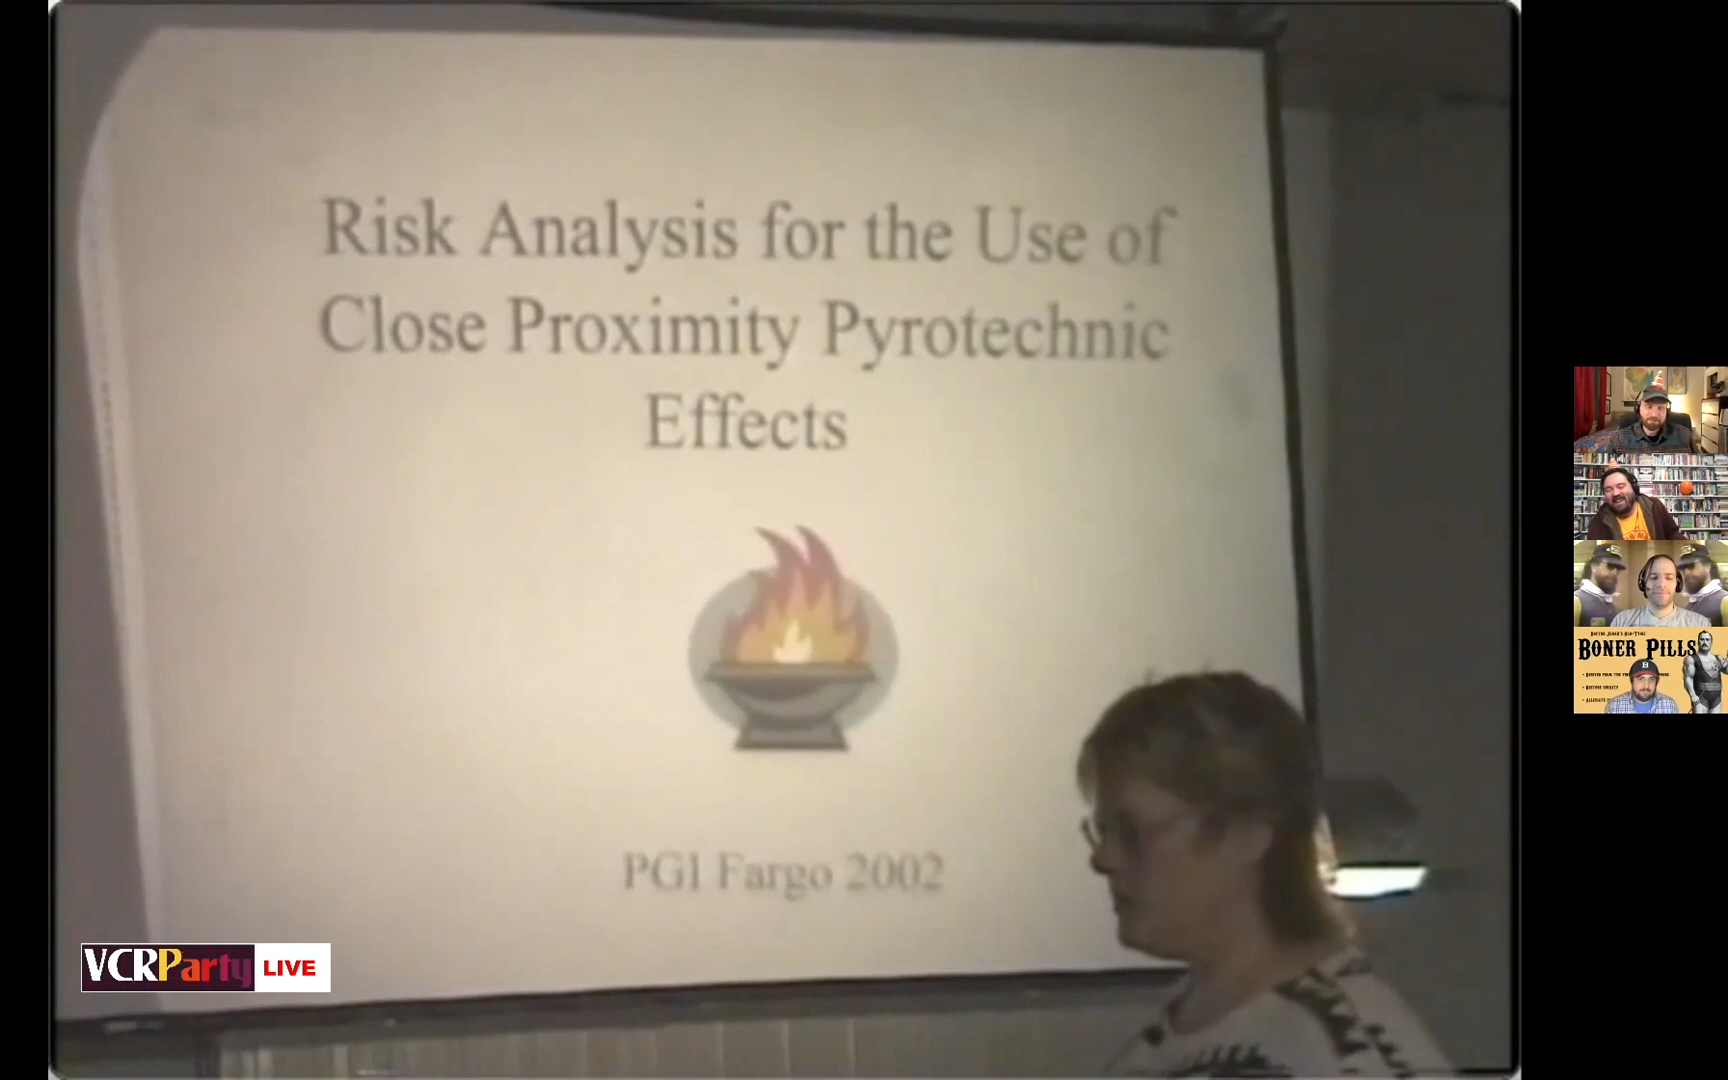 Risk Analysis for the Use of
Close Proximity Pyrotechnic
Effects
PGI Fargo 2002
VCRParty LIVE
BONER PILLS
B